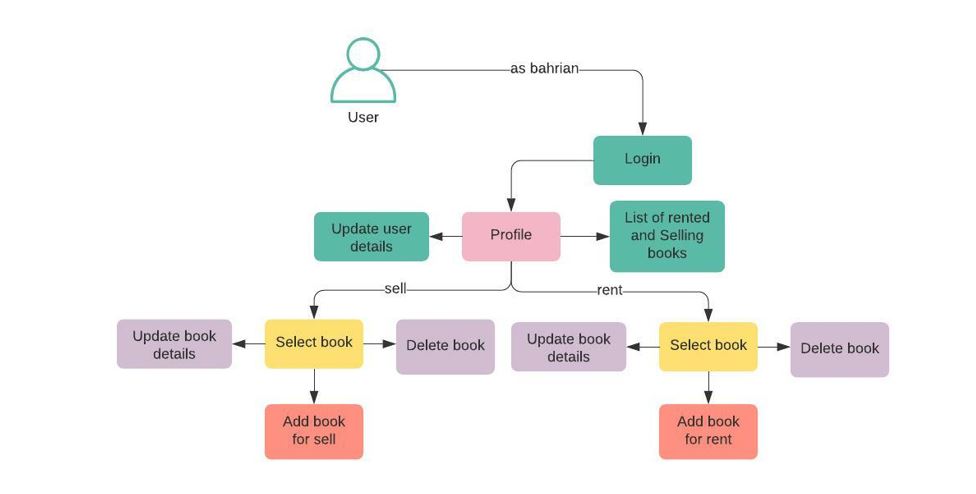 as bahrian
User
Login
Update user
details
Profile
List of rented
and Selling
books
sell
rent
Update book
details
Select book
Delete book
Update book
details
Select book
Delete book
Add book
for sell
Add book
for rent